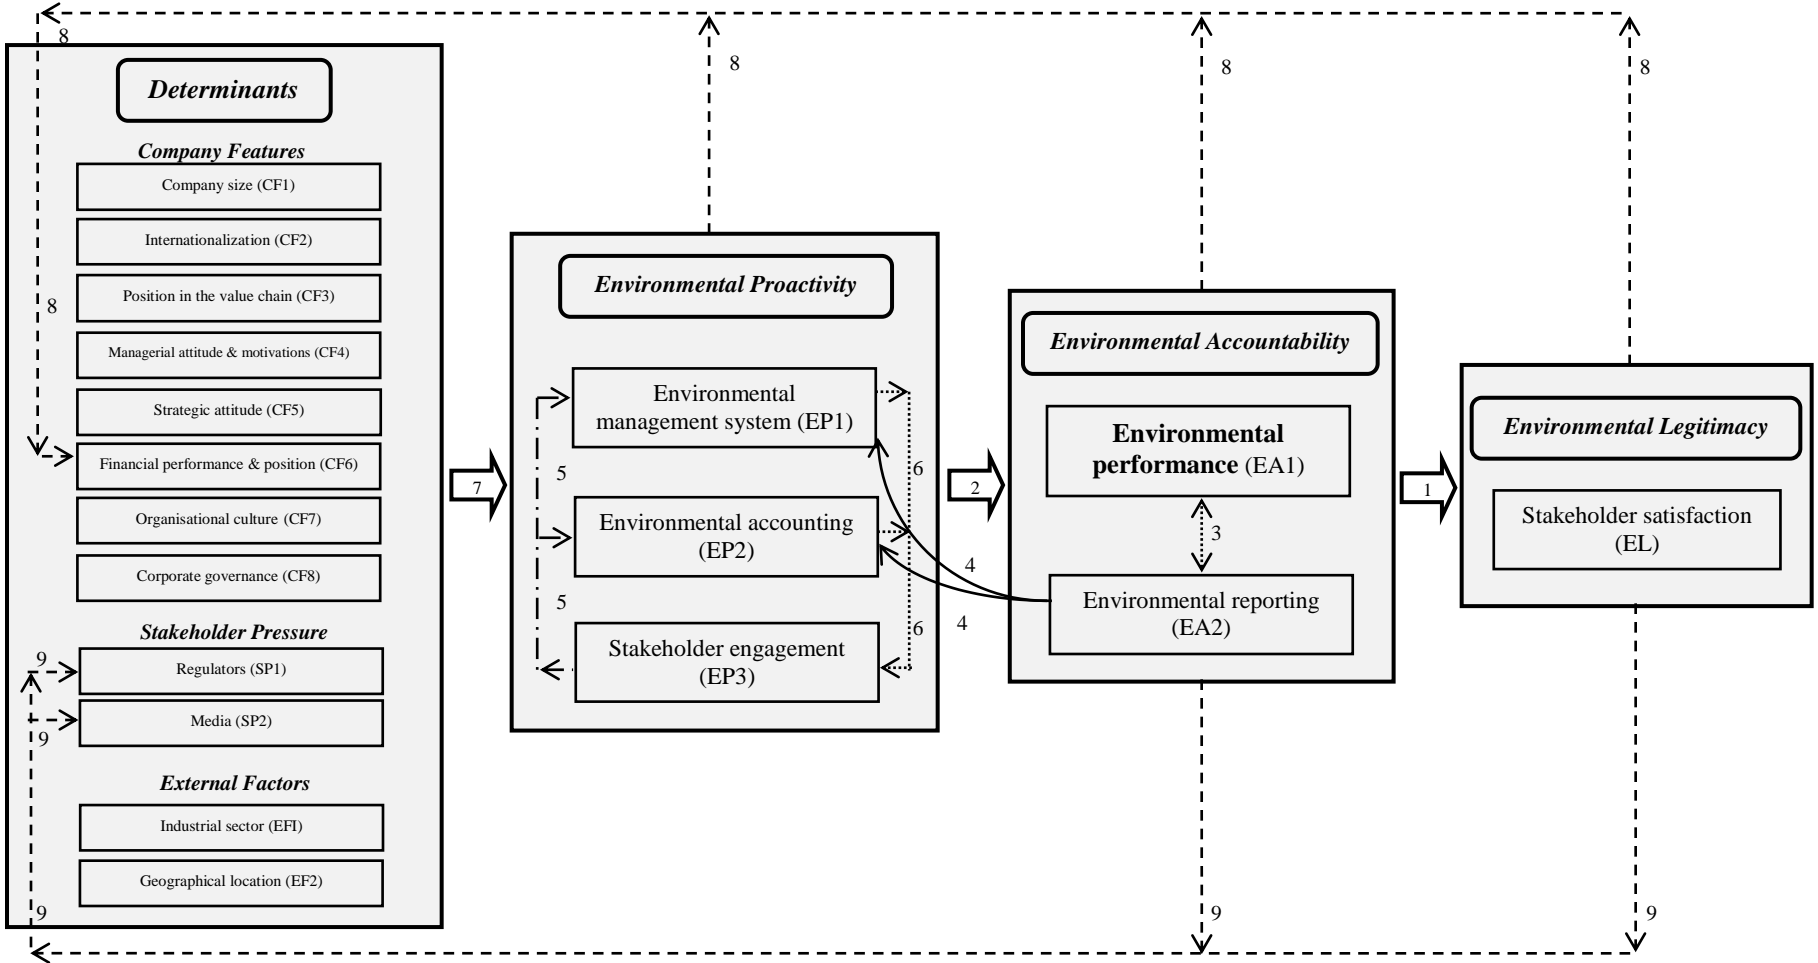 8
8
8
8
Determinants
Company Features
Company size (CF1)
Internationalization (CF2)
Position in the value chain (CF3)
8
Managerial attitude & motivations (CF4)
Strategic attitude (CF5)
Financial performance & position (CF6)
Organisational culture (CF7)
Corporate governance (CF8)
Stakeholder Pressure
9
Regulators (SP1)
Media (SP2)
9
External Factors
Industrial sector (EFI)
Geographical location (EF2)
9
7
Environmental Proactivity
Environmental
management system (EP1)
5
6
Environmental accounting
(EP2)
5
6
Stakeholder engagement
(EP3)
2
4
4
Environmental Accountability
Environmental
performance (EA1)
3
Environmental reporting
(EA2)
1
Environmental Legitimacy
Stakeholder satisfaction
(EL)
9
9